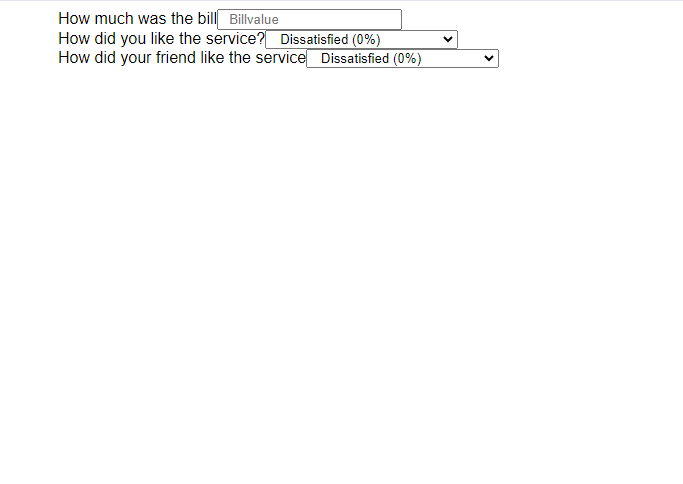 How much was the bill Billvalue
How did you like the service? Dissatisfied (0%)
How did your friend like the service Dissatisfied (0%)